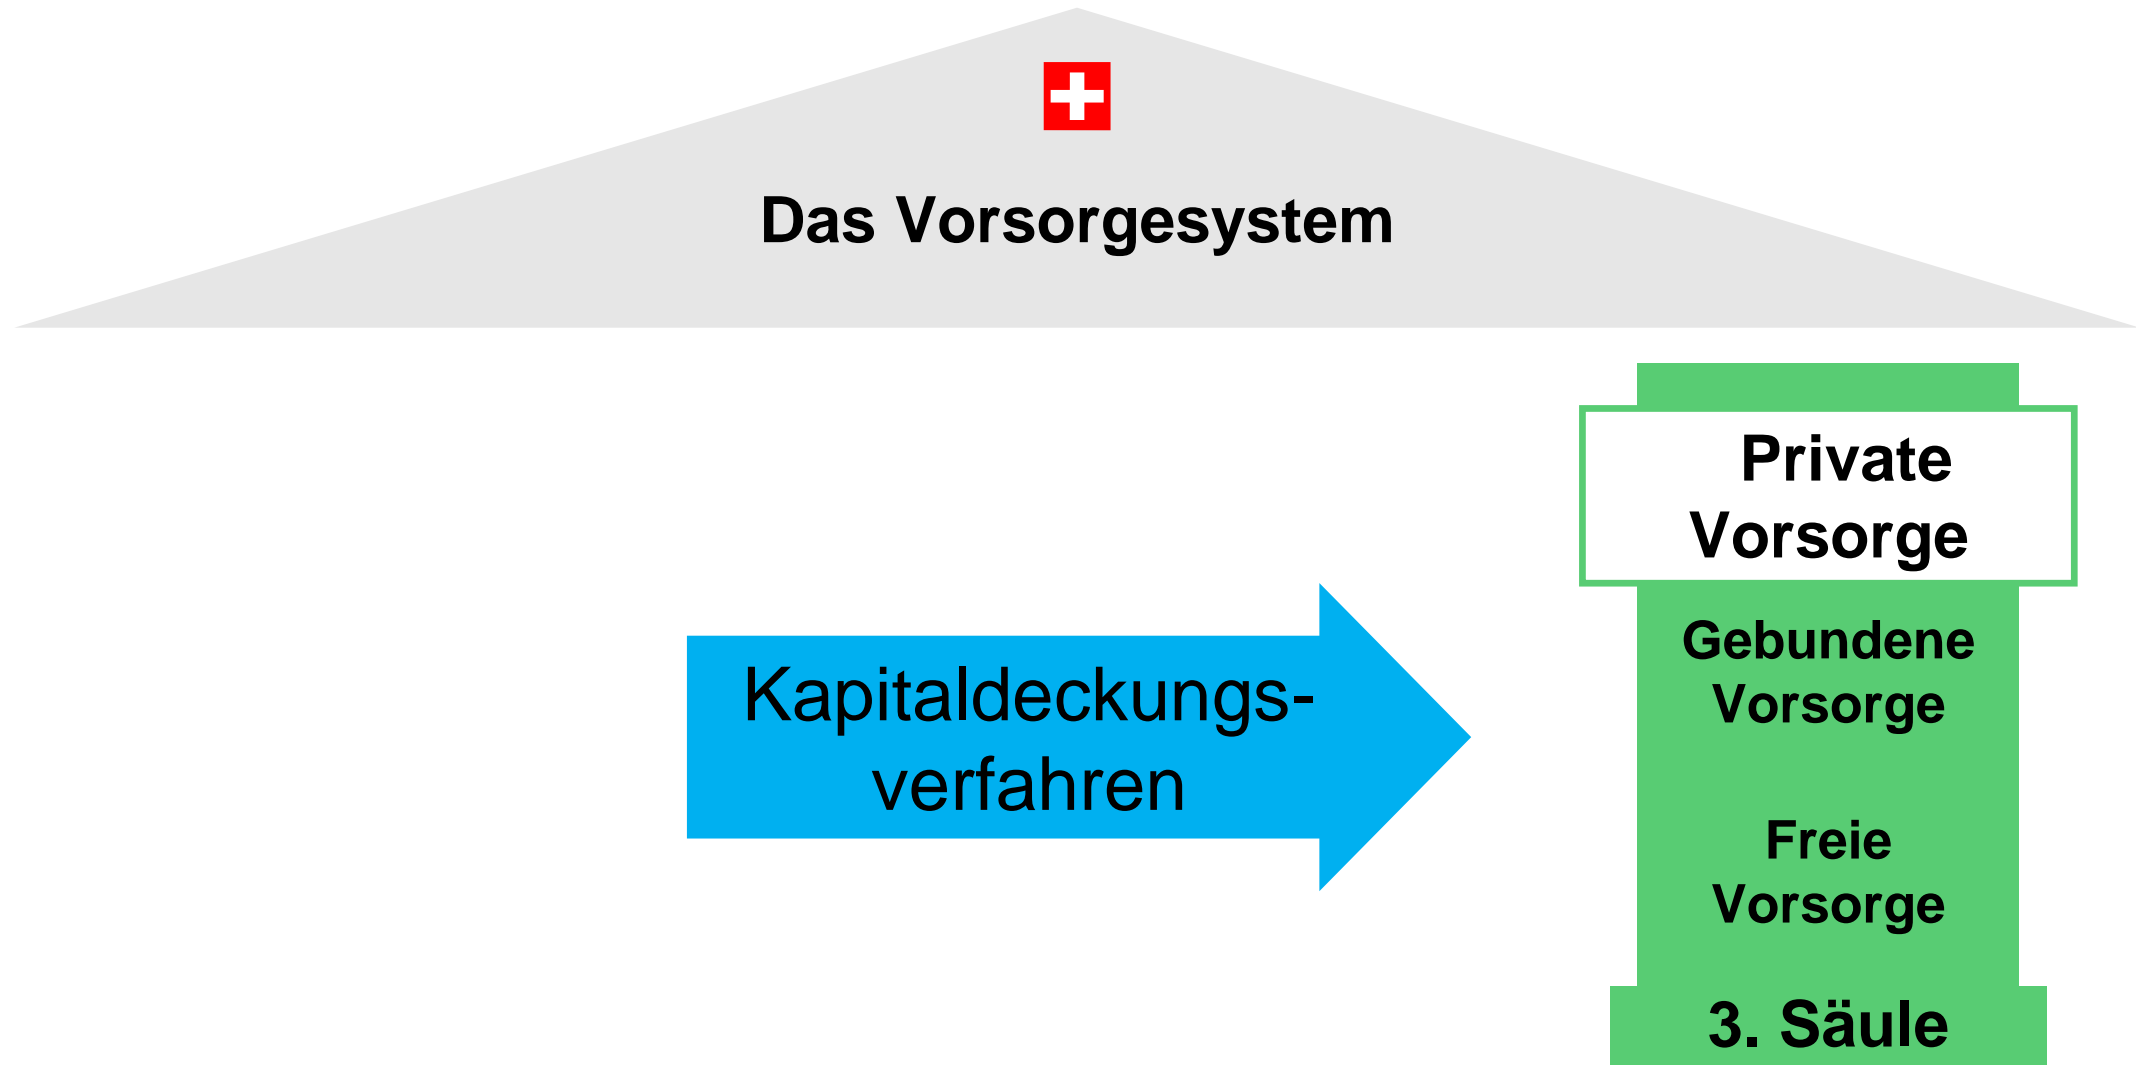 Das Vorsorgesystem
Kapitaldeckungs-
verfahren
Private
Vorsorge
Gebundene
Vorsorge
Freie
Vorsorge
3. Säule